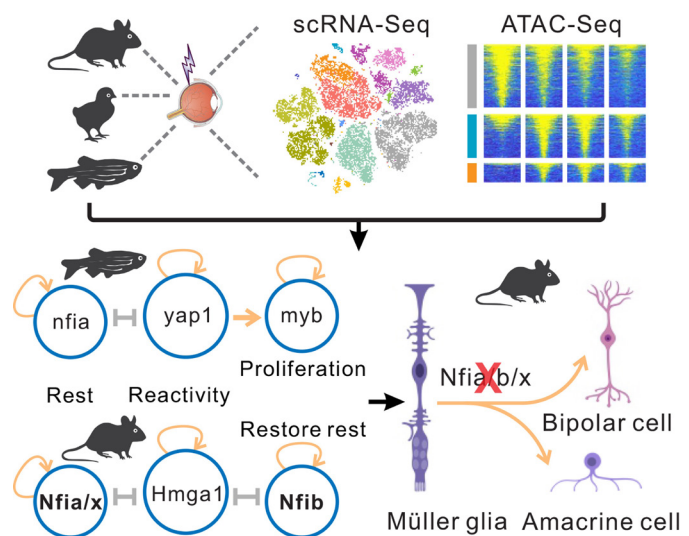 scRNA-Seq
ATAC-Seq
nfia
yap1
myb
Proliferation
Rest
Reactivity
Restore rest
Nfia/x
Hmga1
Nfib
Nfia/b/x
Bipolar cell
Müller glia
Amacrine cell